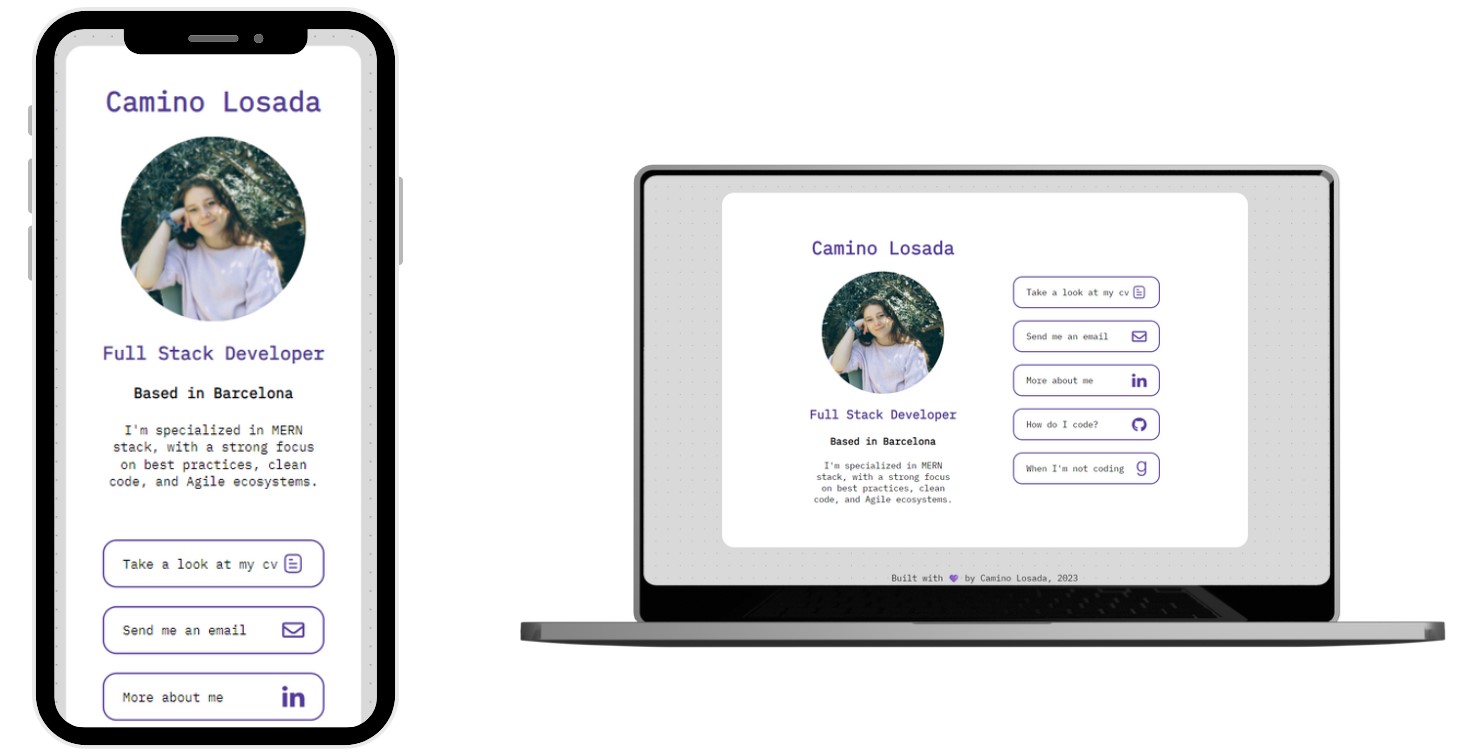 Camino Losada
Full Stack Developer
Based in Barcelona
I'm specialized in MERN
stack, with a strong focus
on best practices, clean
code, and Agile ecosystems.
Take a look at my cv
Send me an email
More about me
in
Camino Losada
Full Stack Developer
Based in Barcelona
I'm specialized in MERN
stack, with a strong focus
on best practices, clean
code, and Agile ecosystems.
Take a look at my cv
Send me an email
More about me
in
How do I code?
When I'm not coding
g
Built with 💜 by Camino Losada, 2023